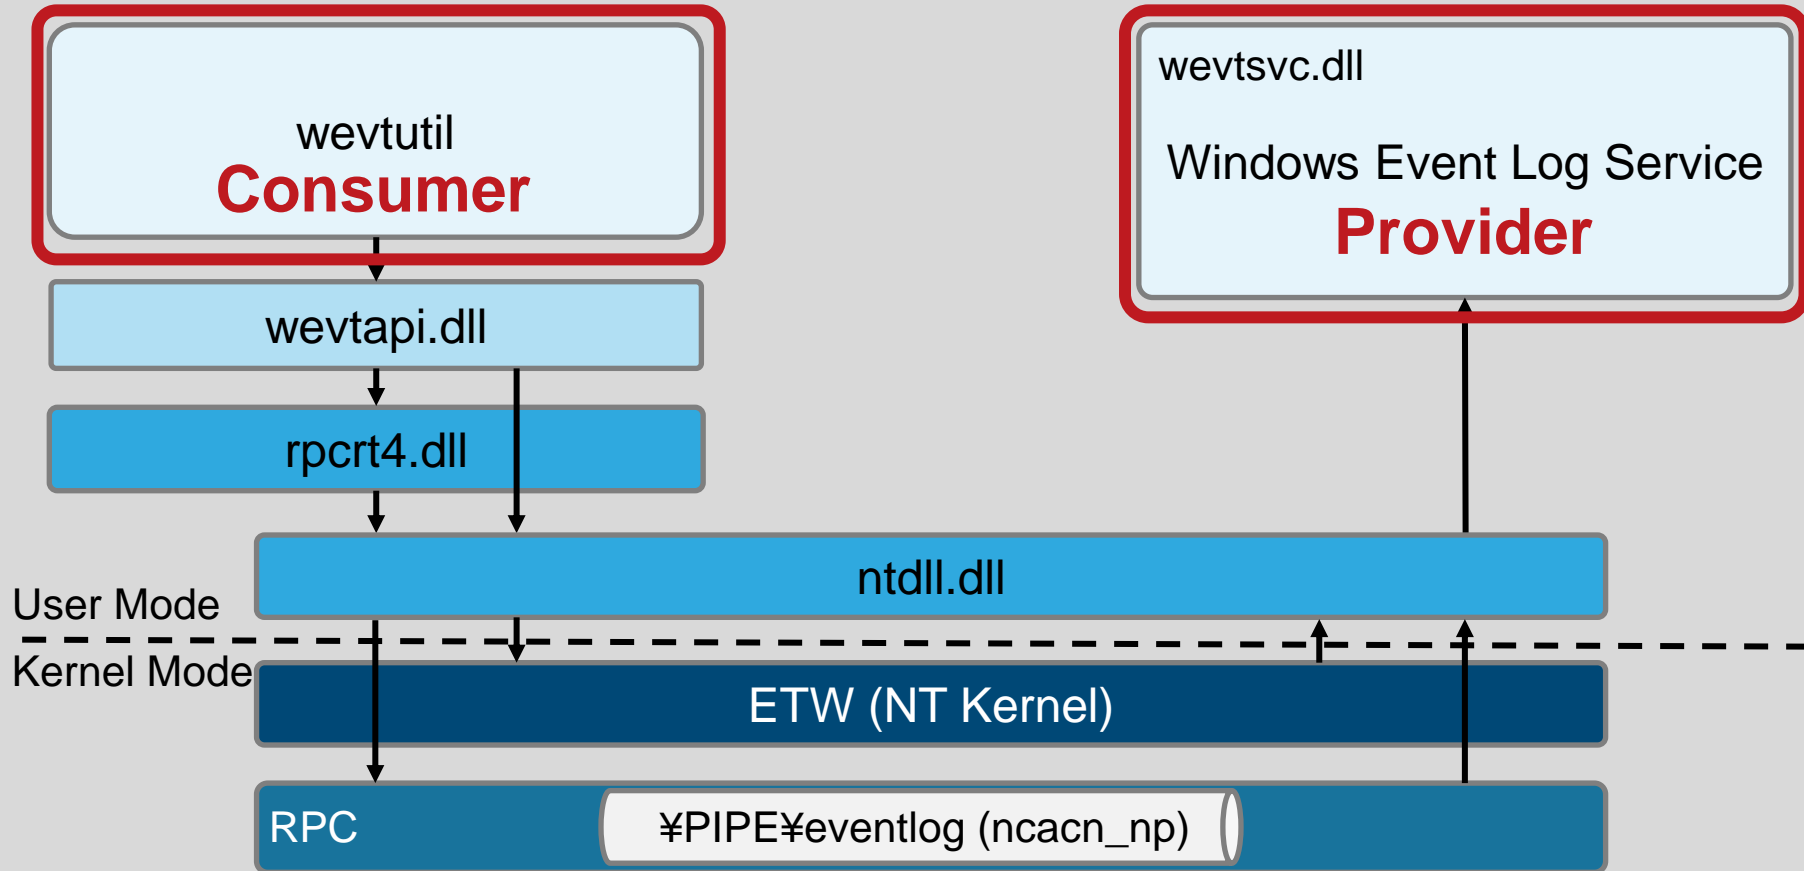 wevtutil
Consumer
wevtsvc.dll
Windows Event Log Service
Provider
wevtapi.dll
rpcrt4.dll
ntdll.dll
User Mode
Kernel Mode
ETW (NT Kernel)
RPC
¥PIPE¥eventlog (ncacn_np)